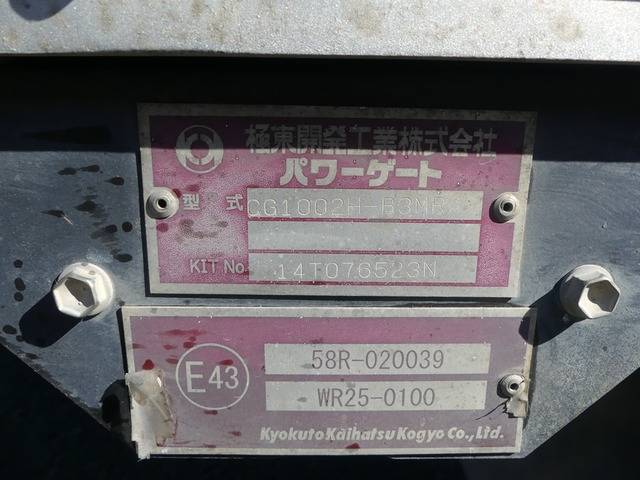 極東開発工業株式会社
パワーゲート
型式 CG1002H-B3MB
KIT No 14T076523N
E43
58R-020039
WR25-0100
Kyokuto Kaihatsu Kogyo Co., Ltd.